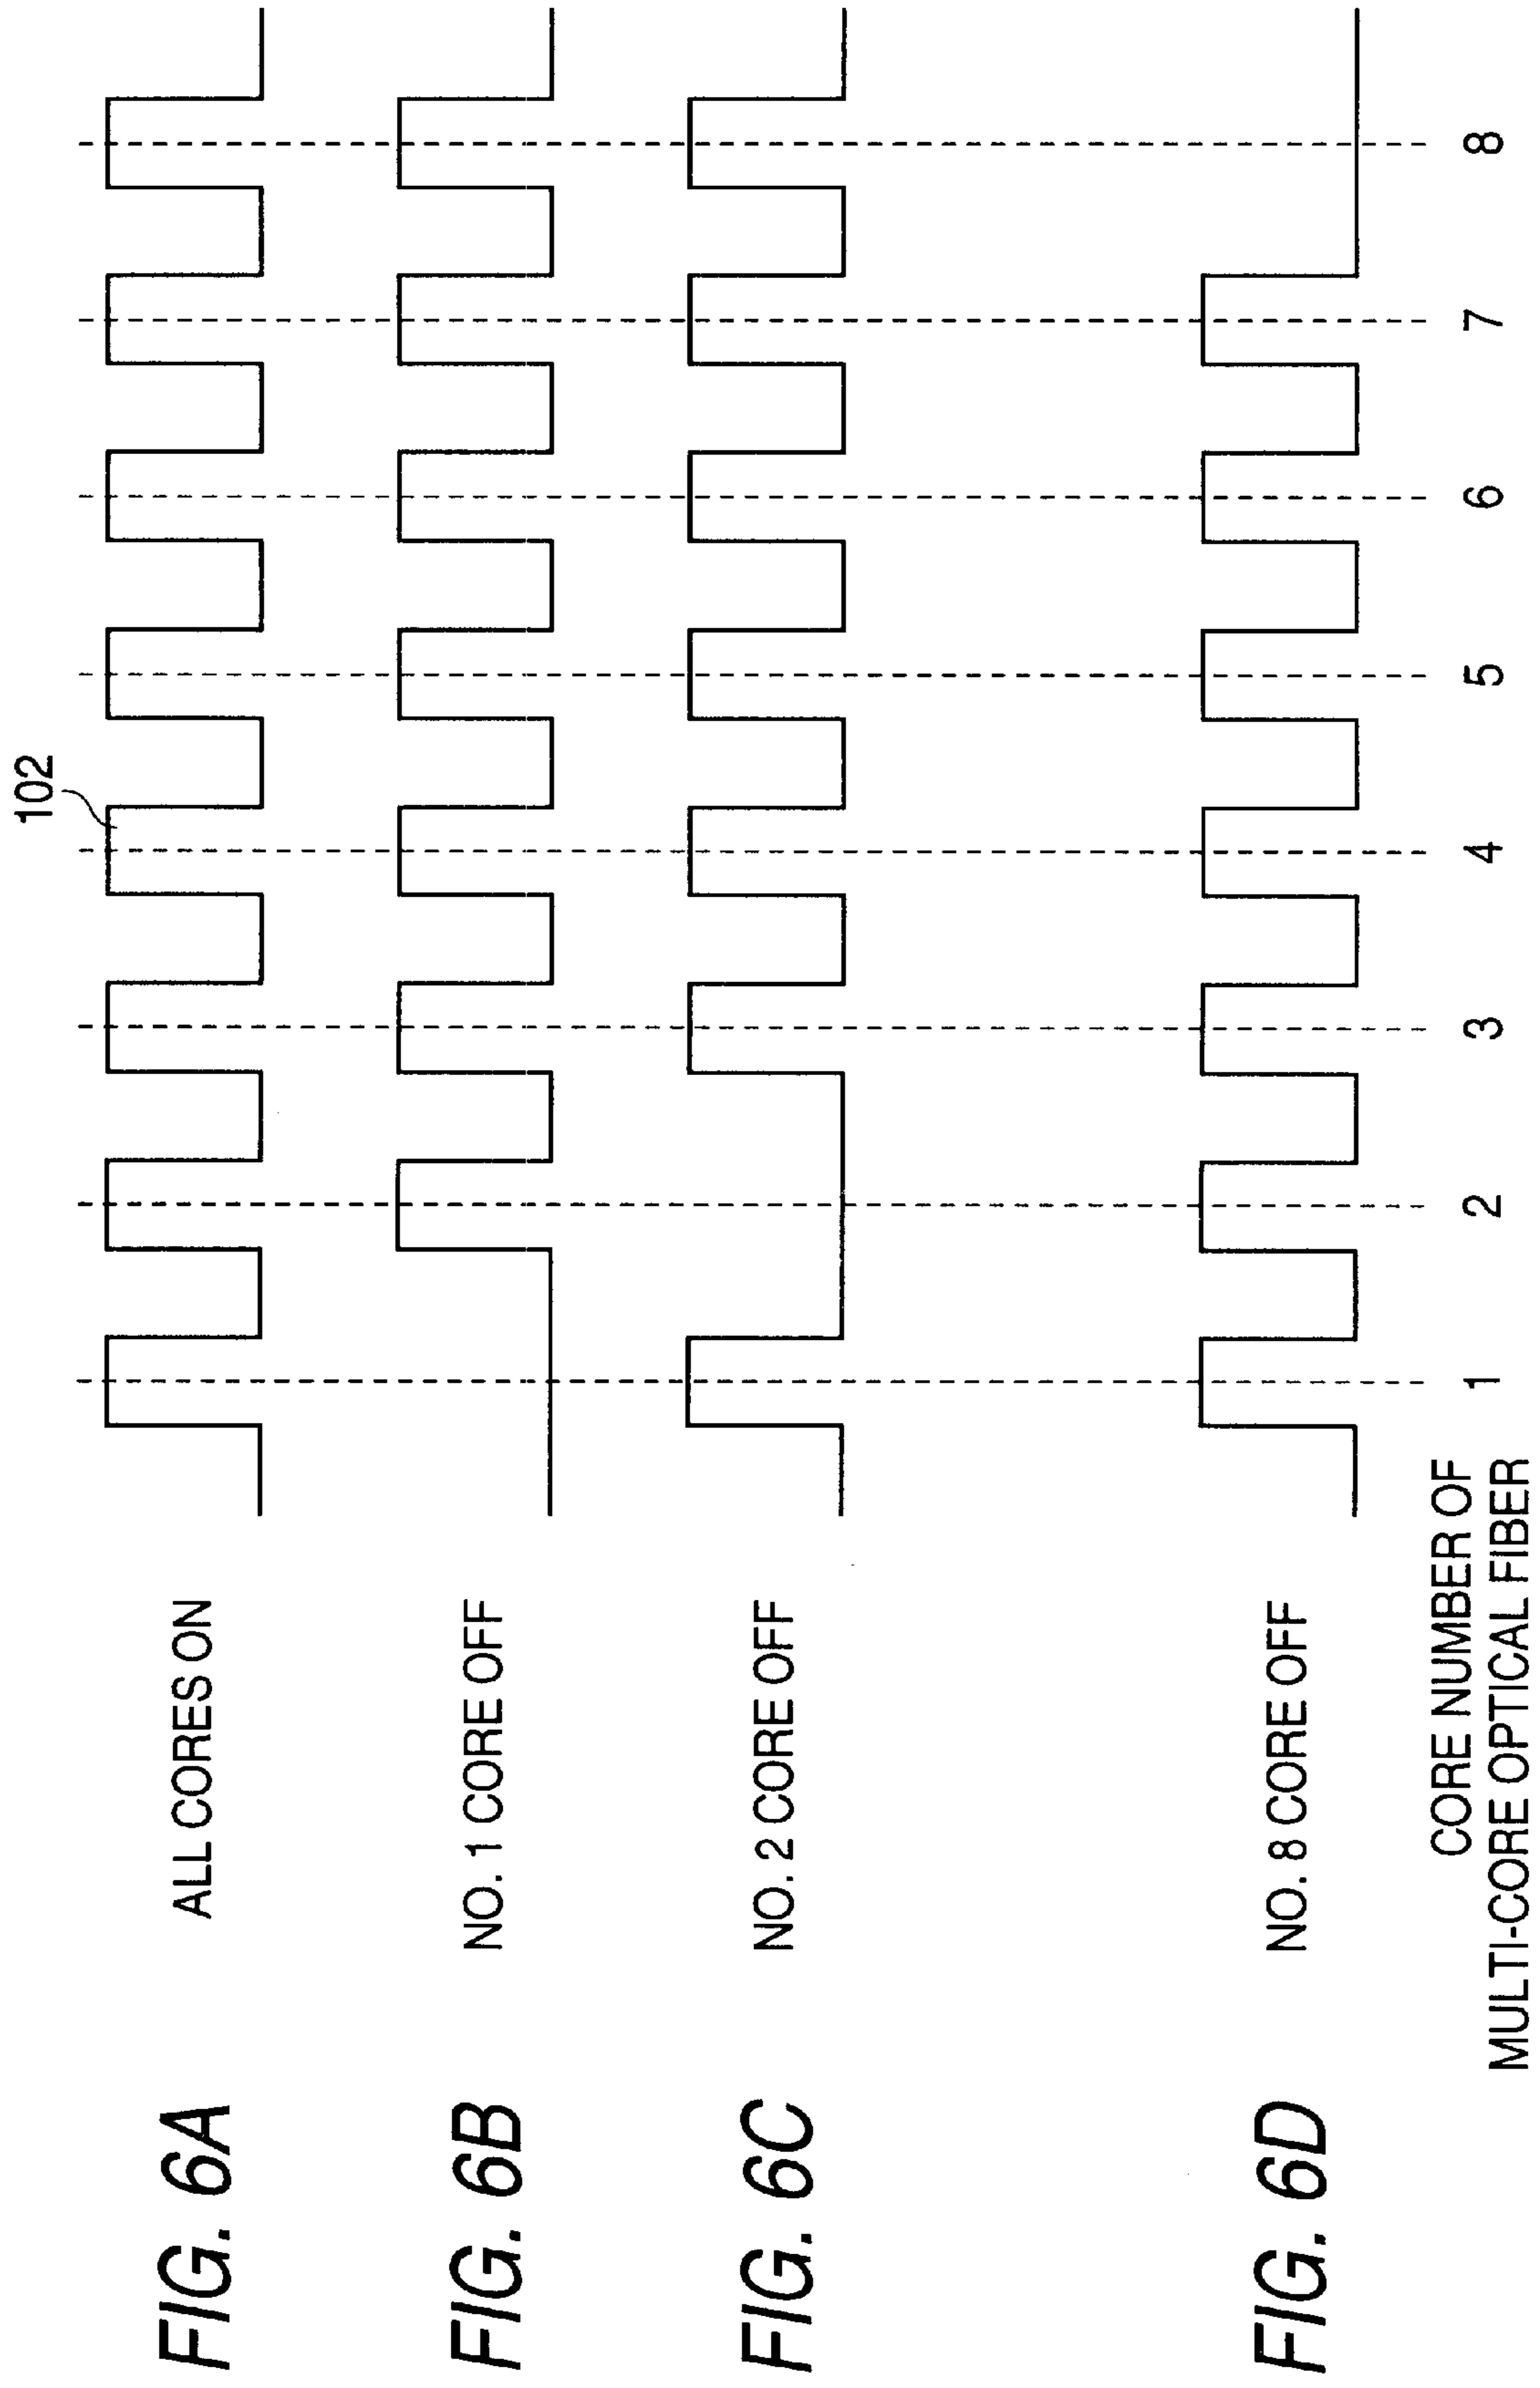 102
FIG. 6A
ALL CORES ON
FIG. 6B
NO. 1 CORE OFF
FIG. 6C
NO. 2 CORE OFF
FIG. 6D
NO. 8 CORE OFF
CORE NUMBER OF
MULTI-CORE OPTICAL FIBER
1 2 3 4 5 6 7 8